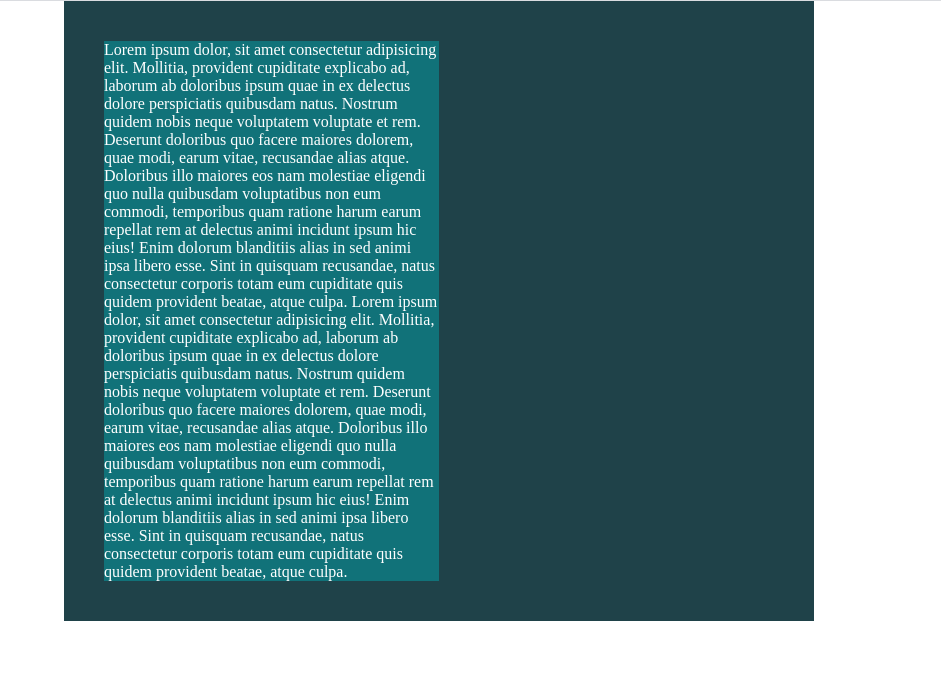 Lorem ipsum dolor, sit amet consectetur adipisicing
elit. Mollitia, provident cupiditate explicabo ad,
laborum ab doloribus ipsum quae in ex delectus
dolore perspiciatis quibusdam natus. Nostrum
quidem nobis neque voluptatem voluptate et rem.
Deserunt doloribus quo facere maiores dolorem,
quae modi, earum vitae, recusandae alias atque.
Doloribus illo maiores eos nam molestiae eligendi
quo nulla quibusdam voluptatibus non eum
commodi, temporibus quam ratione harum earum
repellat rem at delectus animi incidunt ipsum hic
eius! Enim dolorum blanditiis alias in sed animi
ipsa libero esse. Sint in quisquam recusandae, natus
consectetur corporis totam eum cupiditate quis
quidem provident beatae, atque culpa. Lorem ipsum
dolor, sit amet consectetur adipisicing elit. Mollitia,
provident cupiditate explicabo ad, laborum ab
doloribus ipsum quae in ex delectus dolore
perspiciatis quibusdam natus. Nostrum quidem
nobis neque voluptatem voluptate et rem. Deserunt
doloribus quo facere maiores dolorem, quae modi,
earum vitae, recusandae alias atque. Doloribus illo
maiores eos nam molestiae eligendi quo nulla
quibusdam voluptatibus non eum commodi,
temporibus quam ratione harum earum repellat rem
at delectus animi incidunt ipsum hic eius! Enim
dolorum blanditiis alias in sed animi ipsa libero
esse. Sint in quisquam recusandae, natus
consectetur corporis totam eum cupiditate quis
quidem provident beatae, atque culpa.